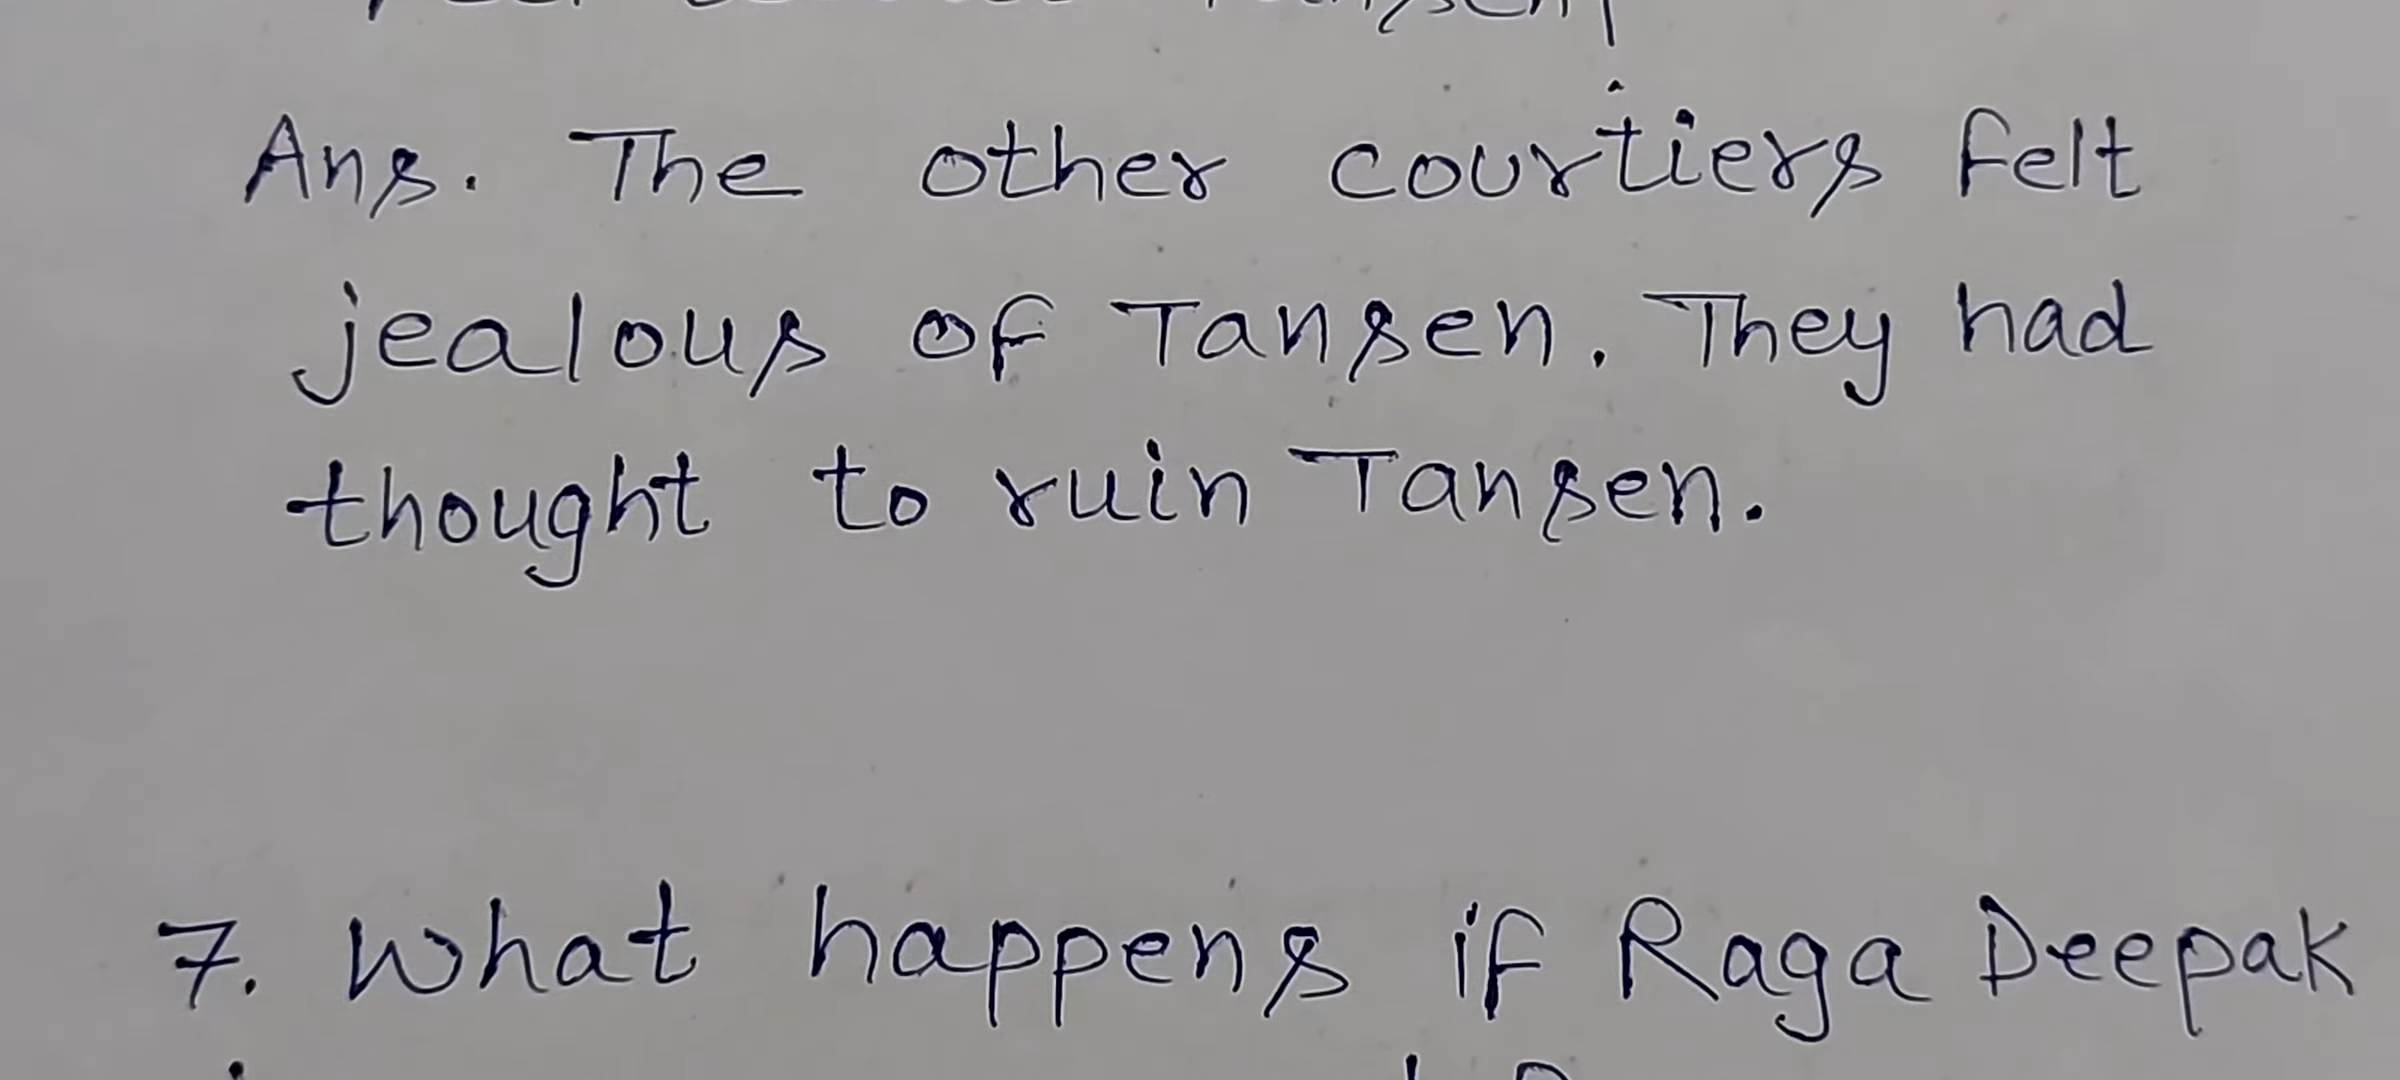 Tansen?
Ans. The other courtiers felt
jealous of Tansen. They had
thought to ruin Tansen.
7. What happens if Raga Deepak